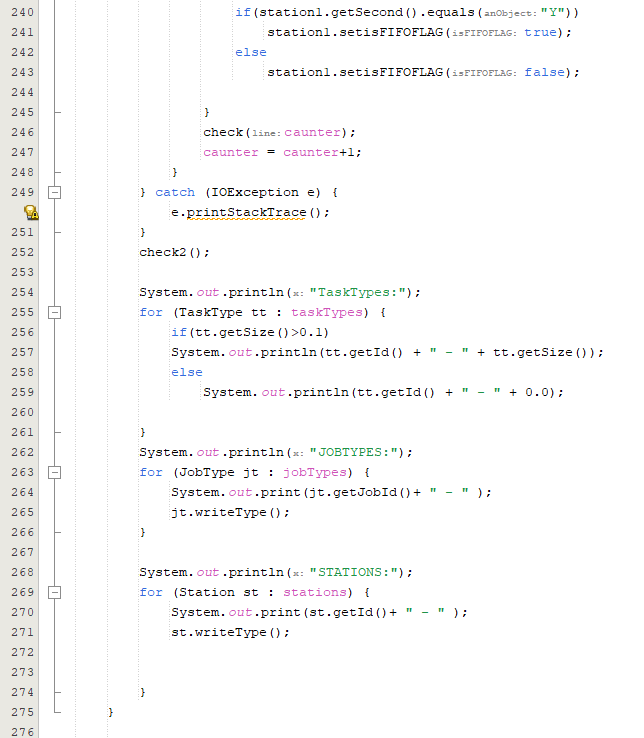 240 if(station1.getSecond().equals(anObject: "Y"))
241 station1.setisFIFOFLAG(isFIFOFLAG: true);
242 else
243 station1.setisFIFOFLAG(isFIFOFLAG: false);
244
245 }
246 check(line: caunter);
247 caunter = caunter+1;
248 }
249 } catch (IOException e) {
e.printStackTrace();
251 }
252 check2();
253
254 System.out.println(x: "TaskTypes:");
255 for (TaskType tt : taskTypes) {
256 if(tt.getSize()>0.1)
257 System.out.println(tt.getId() + " - " + tt.getSize());
258 else
259 System.out.println(tt.getId() + " - " + 0.0);
260
261 }
262 System.out.println(x: "JOBTYPES:");
263 for (JobType jt : jobTypes) {
264 System.out.print(jt.getJobId()+ " - " );
265 jt.writeType();
266 }
267
268 System.out.println(x: "STATIONS:");
269 for (Station st : stations) {
270 System.out.print(st.getId()+ " - " );
271 st.writeType();
272
273
274 }
275 }
276